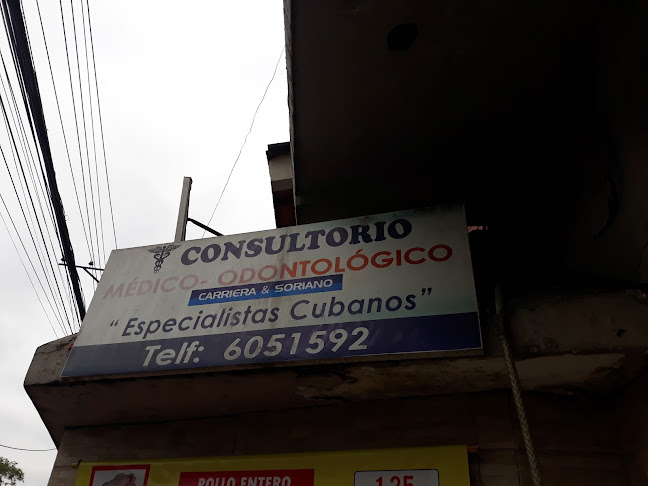 CONSULTORIO
MÉDICO- ODONTOLÓGICO
CARRIERA & SORIANO
"Especialistas Cubanos"
Telf: 6051592
POLLO ENTERO
1.25